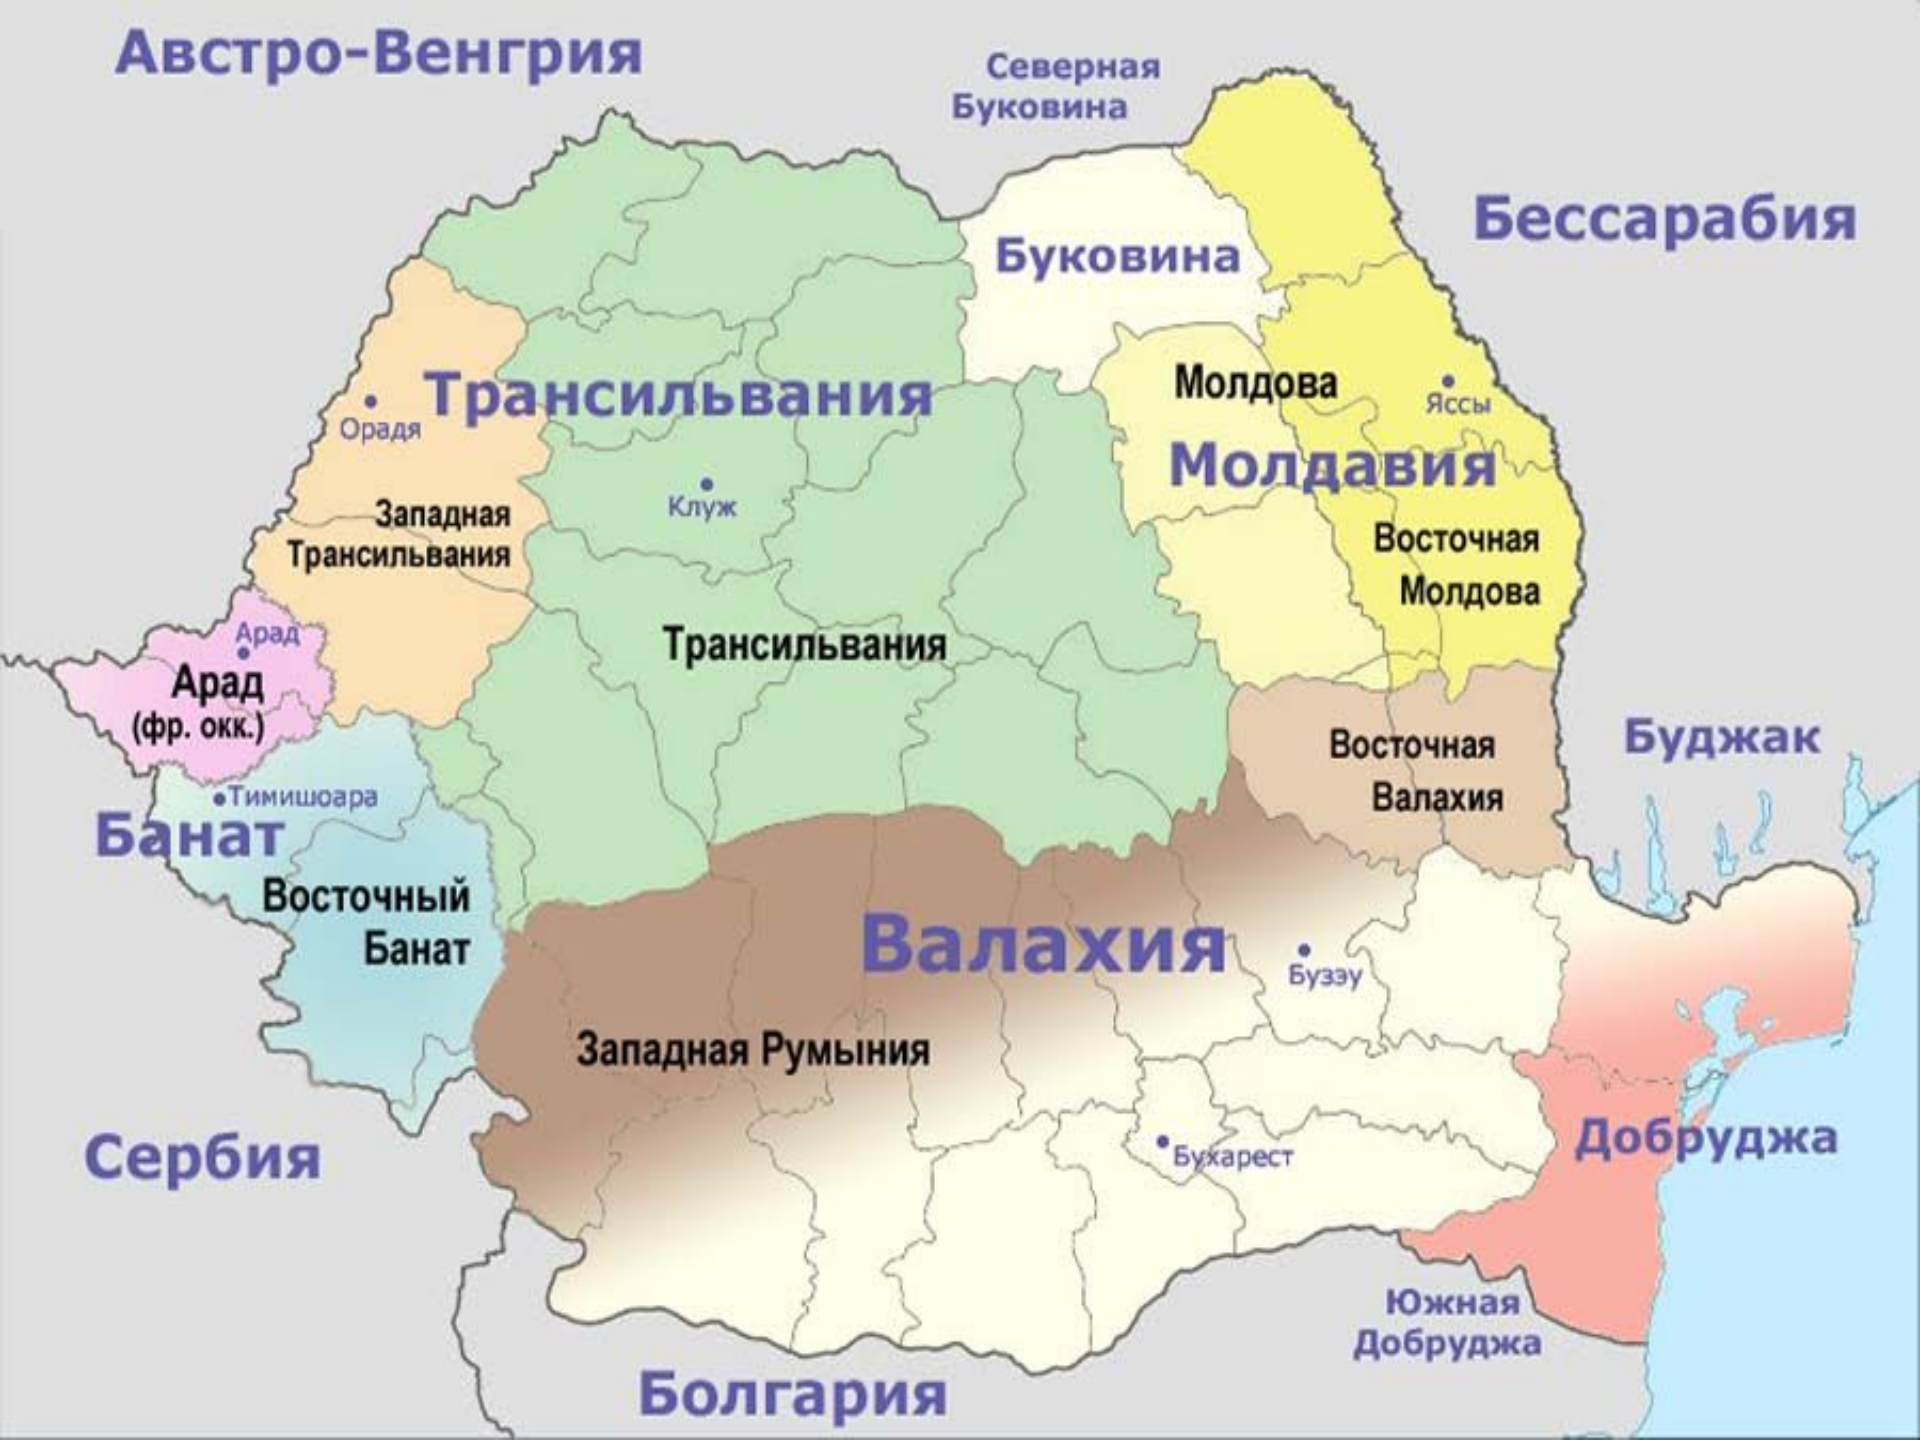 Австро-Венгрия
Северная
Буковина
Бессарабия
Буковина
Трансильвания
Орадя
Молдова
Яссы
Молдавия
Клуж
Западная
Трансильвания
Восточная
Молдова
Арад
Арад
(фр. окк.)
Трансильвания
Восточная
Валахия
Буджак
Тимишоара
Банат
Восточный
Банат
Валахия
Бузэу
Западная Румыния
Сербия
Бухарест
Добруджа
Южная
Добруджа
Болгария